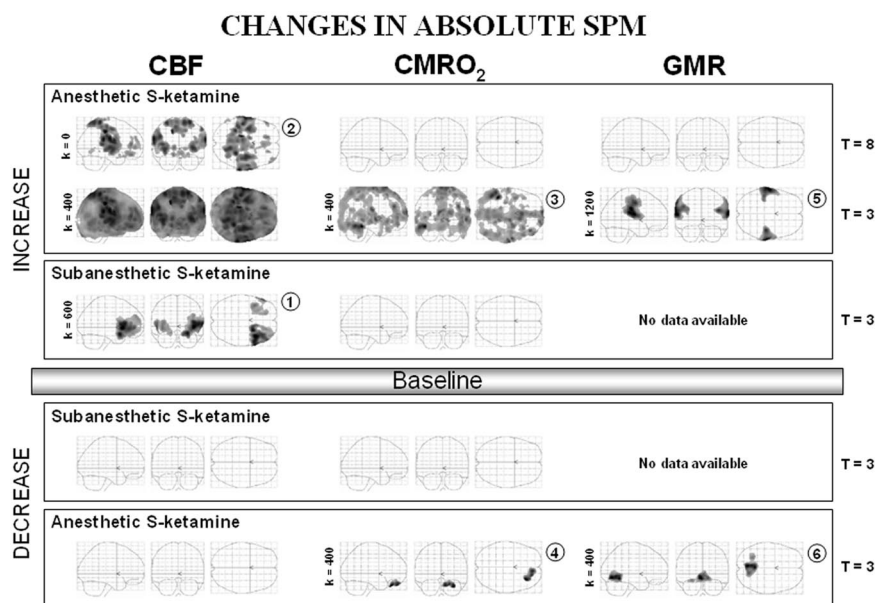 CHANGES IN ABSOLUTE SPM
CBF CMRO₂ GMR
INCREASE
Anesthetic S-ketamine
k = 0
2
T = 8
k = 400
k = 400
3
k = 1200
5
T = 3
Subanesthetic S-ketamine
k = 600
1
No data available
T = 3
Baseline
DECREASE
Subanesthetic S-ketamine
No data available
T = 3
Anesthetic S-ketamine
k = 400
4
k = 400
6
T = 3